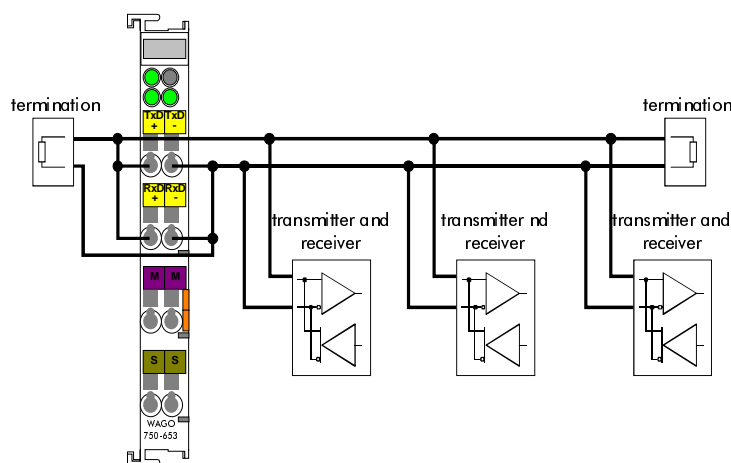 termination
termination
TxD TxD
+ -
RxD RxD
+ -
transmitter and
receiver
transmitter nd
receiver
transmitter and
receiver
M M
S S
WAGO
750-653